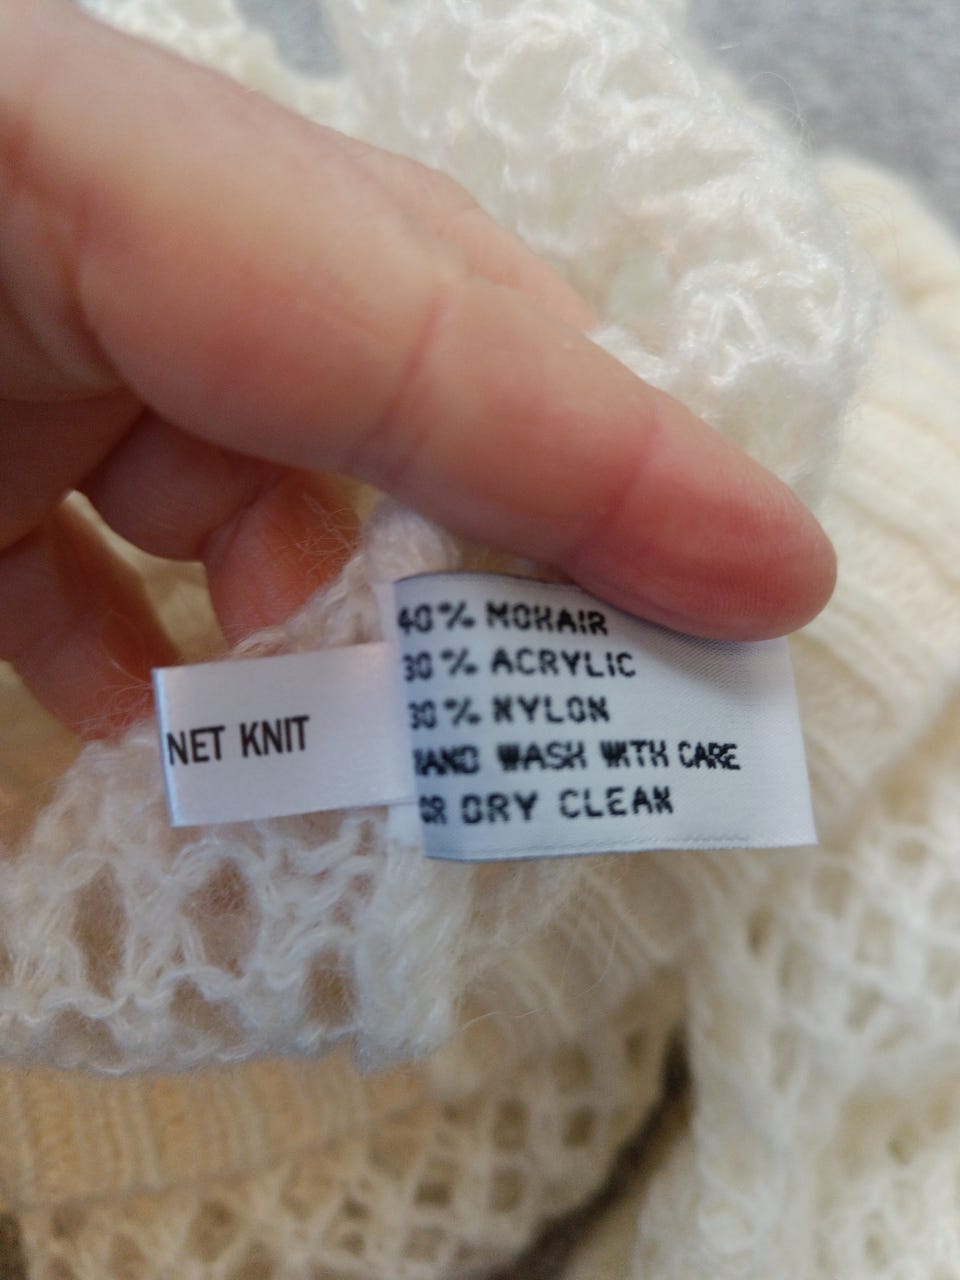 NET KNIT
40% MOHAIR
30% ACRYLIC
30% NYLON
HAND WASH WITH CARE
OR DRY CLEAN